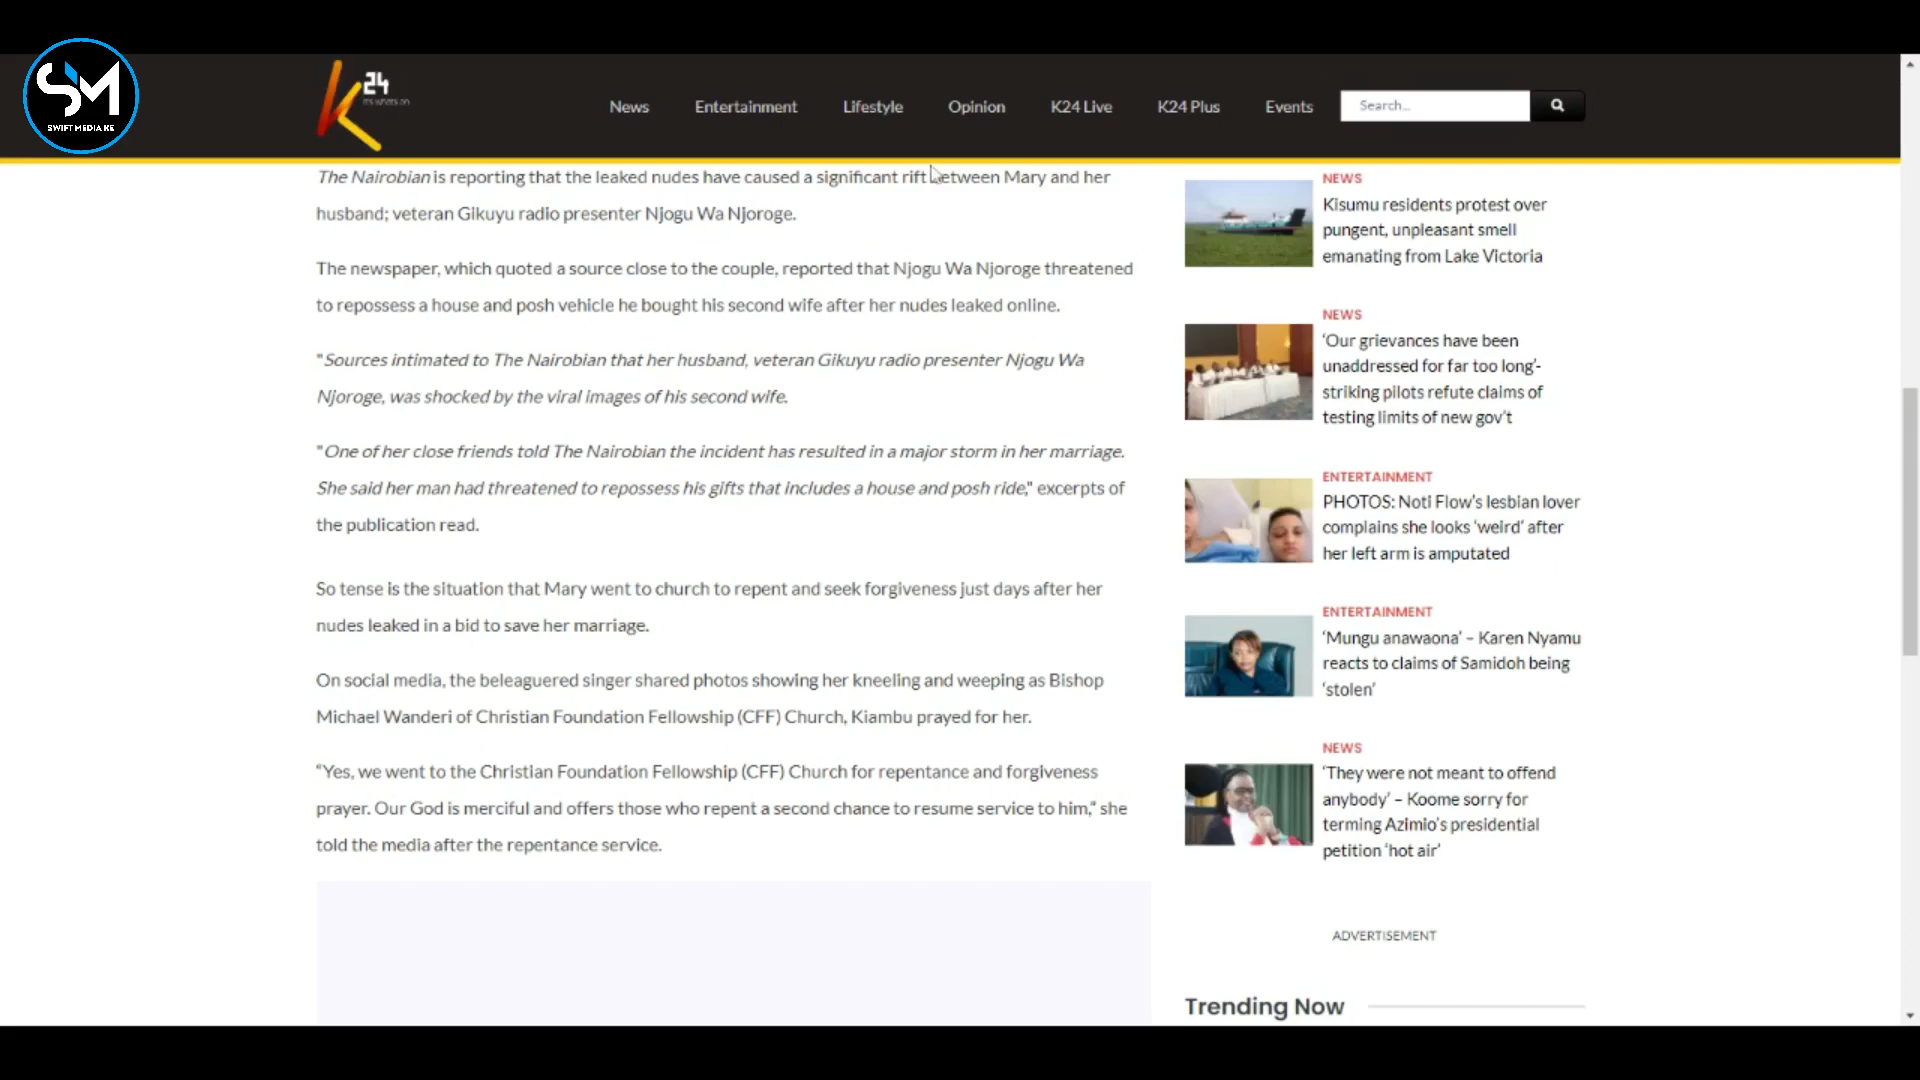 SM
SWIFT MEDIA KE
K24
News
Entertainment
Lifestyle
Opinion
K24 Live
K24 Plus
Events
Search...
The Nairobian is reporting that the leaked nudes have caused a significant rift between Mary and her
husband; veteran Gikuyu radio presenter Njogu Wa Njoroge.
The newspaper, which quoted a source close to the couple, reported that Njogu Wa Njoroge threatened
to repossess a house and posh vehicle he bought his second wife after her nudes leaked online.
"Sources intimated to The Nairobian that her husband, veteran Gikuyu radio presenter Njogu Wa
Njoroge, was shocked by the viral images of his second wife.
"One of her close friends told The Nairobian the incident has resulted in a major storm in her marriage.
She said her man had threatened to repossess his gifts that includes a house and posh ride," excerpts of
the publication read.
So tense is the situation that Mary went to church to repent and seek forgiveness just days after her
nudes leaked in a bid to save her marriage.
On social media, the beleaguered singer shared photos showing her kneeling and weeping as Bishop
Michael Wanderi of Christian Foundation Fellowship (CFF) Church, Kiambu prayed for her.
“Yes, we went to the Christian Foundation Fellowship (CFF) Church for repentance and forgiveness
prayer. Our God is merciful and offers those who repent a second chance to resume service to him,” she
told the media after the repentance service.
NEWS
Kisumu residents protest over
pungent, unpleasant smell
emanating from Lake Victoria
NEWS
‘Our grievances have been
unaddressed for far too long’-
striking pilots refute claims of
testing limits of new gov’t
ENTERTAINMENT
PHOTOS: Noti Flow’s lesbian lover
complains she looks ‘weird’ after
her left arm is amputated
ENTERTAINMENT
‘Mungu anawaona’ – Karen Nyamu
reacts to claims of Samidoh being
‘stolen’
NEWS
‘They were not meant to offend
anybody’ – Koome sorry for
terming Azimio’s presidential
petition ‘hot air’
ADVERTISEMENT
Trending Now